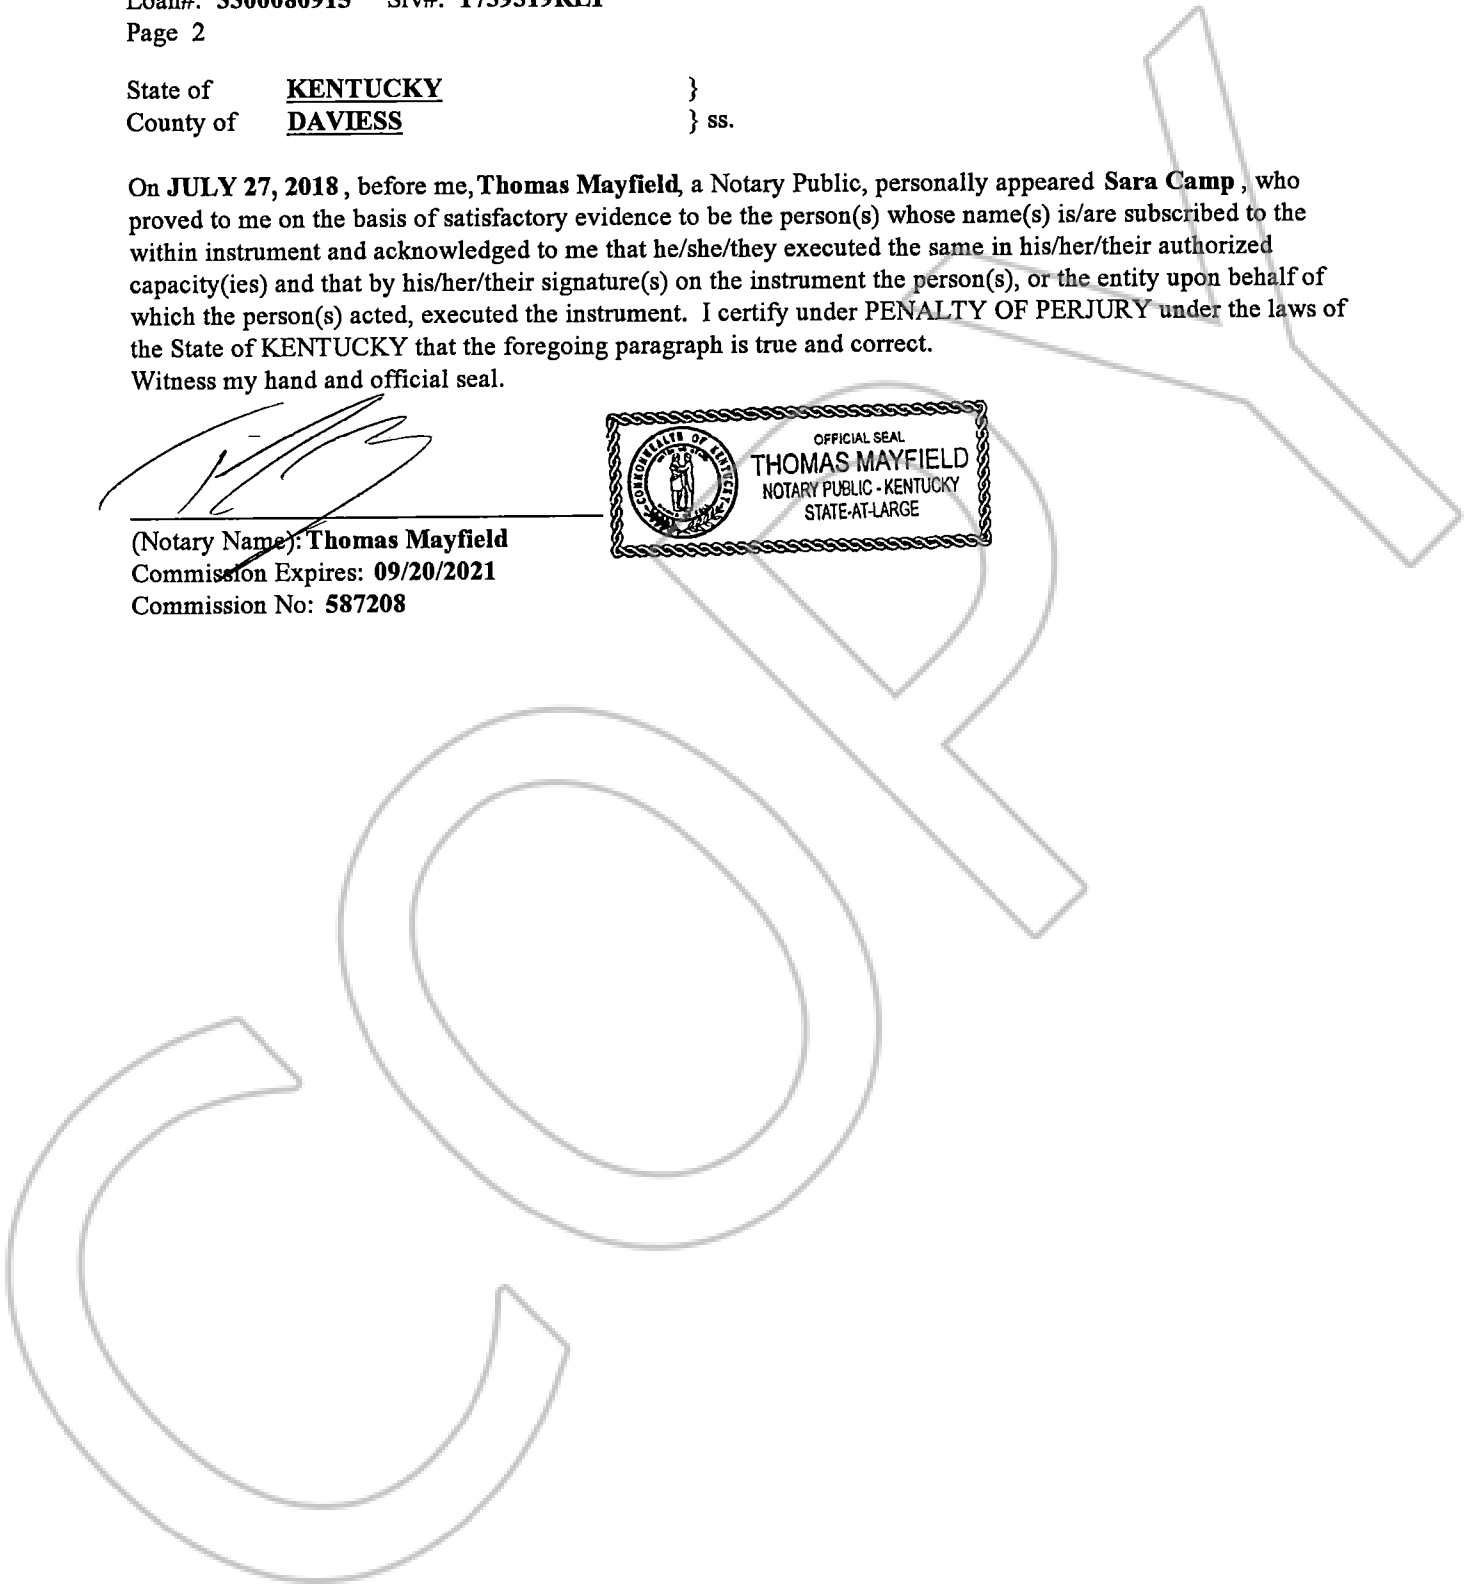 Page 2
State of KENTUCKY }
County of DAVIESS } ss.
On JULY 27, 2018 , before me, Thomas Mayfield, a Notary Public, personally appeared Sara Camp , who
proved to me on the basis of satisfactory evidence to be the person(s) whose name(s) is/are subscribed to the
within instrument and acknowledged to me that he/she/they executed the same in his/her/their authorized
capacity(ies) and that by his/her/their signature(s) on the instrument the person(s), or the entity upon behalf of
which the person(s) acted, executed the instrument. I certify under PENALTY OF PERJURY under the laws of
the State of KENTUCKY that the foregoing paragraph is true and correct.
Witness my hand and official seal.
COMMONWEALTH OF KENTUCKY
OFFICIAL SEAL
THOMAS MAYFIELD
NOTARY PUBLIC - KENTUCKY
STATE-AT-LARGE
(Notary Name): Thomas Mayfield
Commission Expires: 09/20/2021
Commission No: 587208
COPY